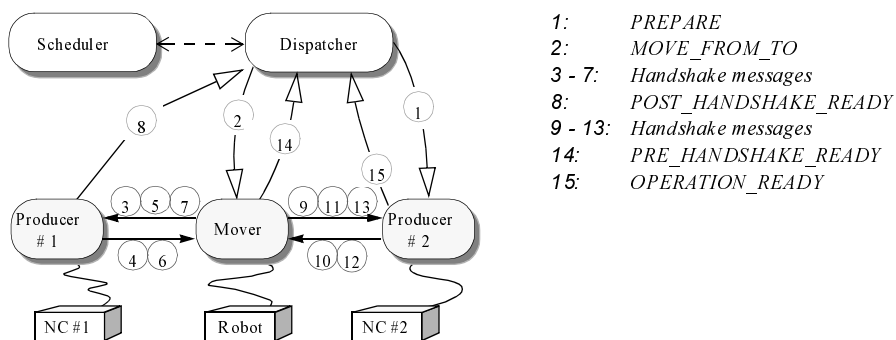 Scheduler
Dispatcher
1
8
2
14
15
Producer
# 1
3 5 7
4 6
Mover
9 11 13
10 12
Producer
# 2
NC #1
Robot
NC #2
1: PREPARE
2: MOVE_FROM_TO
3 - 7: Handshake messages
8: POST_HANDSHAKE_READY
9 - 13: Handshake messages
14: PRE_HANDSHAKE_READY
15: OPERATION_READY